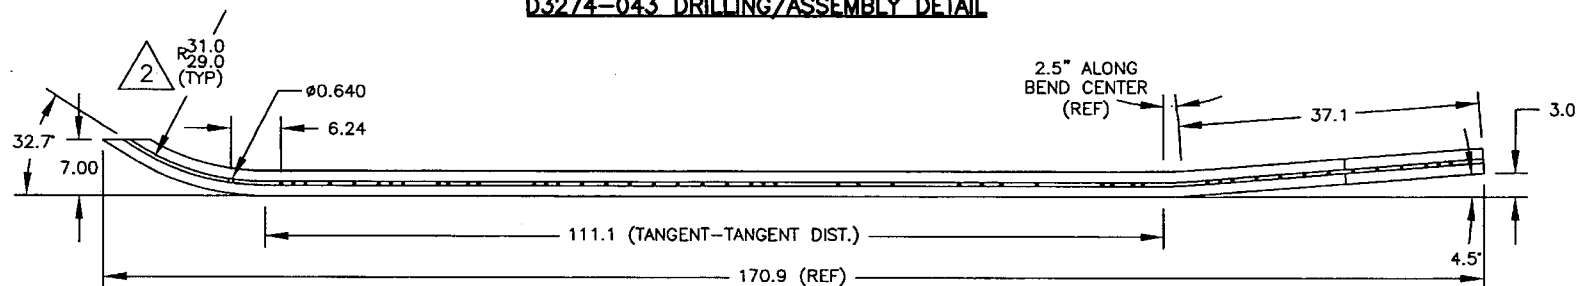 D3274-043 DRILLING/ASSEMBLY DETAIL
2
R31.0
29.0
(TYP)
ø0.640
6.24
2.5" ALONG
BEND CENTER
(REF)
37.1
3.0
32.7°
7.00
111.1 (TANGENT-TANGENT DIST.)
4.5°
170.9 (REF)